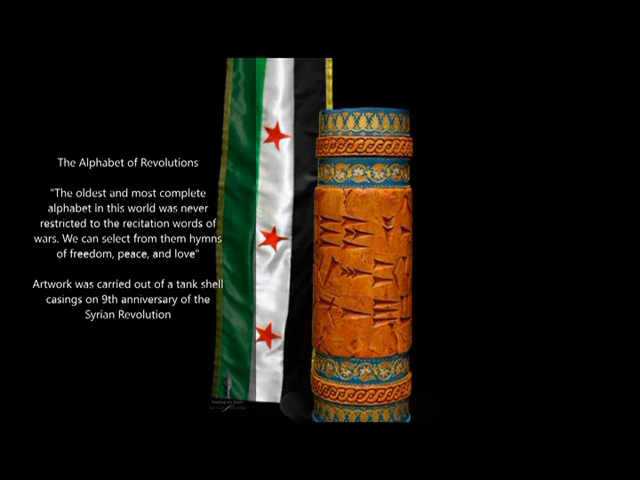 The Alphabet of Revolutions
"The oldest and most complete
alphabet in this world was never
restricted to the recitation words of
wars. We can select from them hymns
of freedom, peace, and love"
Artwork was carried out of a tank shell
casings on 9th anniversary of the
Syrian Revolution